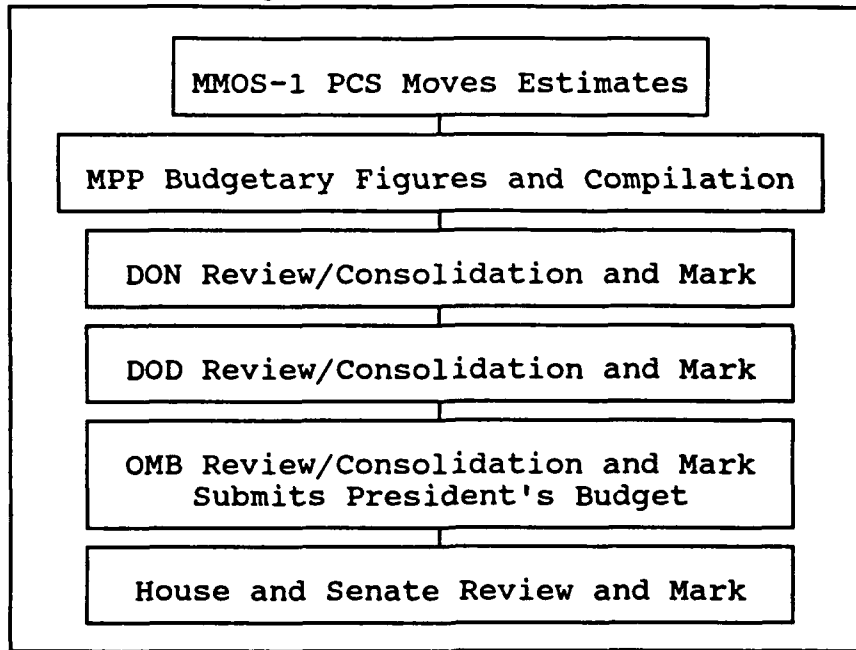 MMOS-1 PCS Moves Estimates
MPP Budgetary Figures and Compilation
DON Review/Consolidation and Mark
DOD Review/Consolidation and Mark
OMB Review/Consolidation and Mark
Submits President's Budget
House and Senate Review and Mark